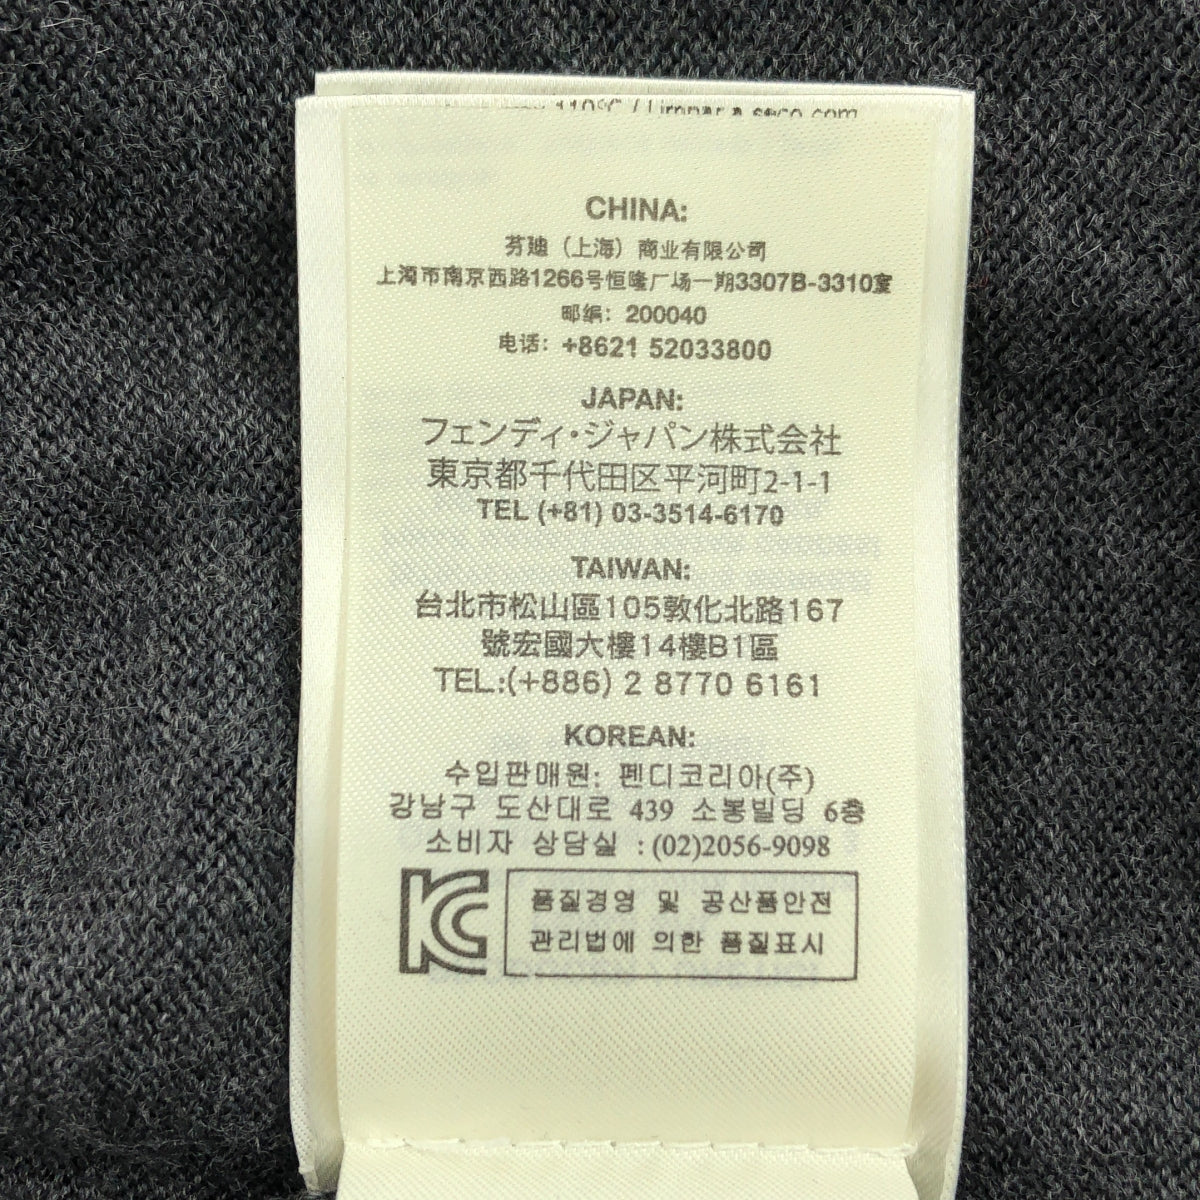 110°C /
CHINA:
芬迪（上海）商业有限公司
上海市南京西路1266号恒隆广场一期3307B-3310室
邮编: 200040
电话: +8621 52033800
JAPAN:
フェンディ・ジャパン株式会社
東京都千代田区平河町2-1-1
TEL (+81) 03-3514-6170
TAIWAN:
台北市松山區105敦化北路167
號宏國大樓14樓B1區
TEL:(+886) 2 8770 6161
KOREAN:
수입판매원: 펜디코리아(주)
강남구 도산대로 439 소봉빌딩 6층
소비자 상담실 : (02)2056-9098
KC
품질경영 및 공산품안전
관리법에 의한 품질표시